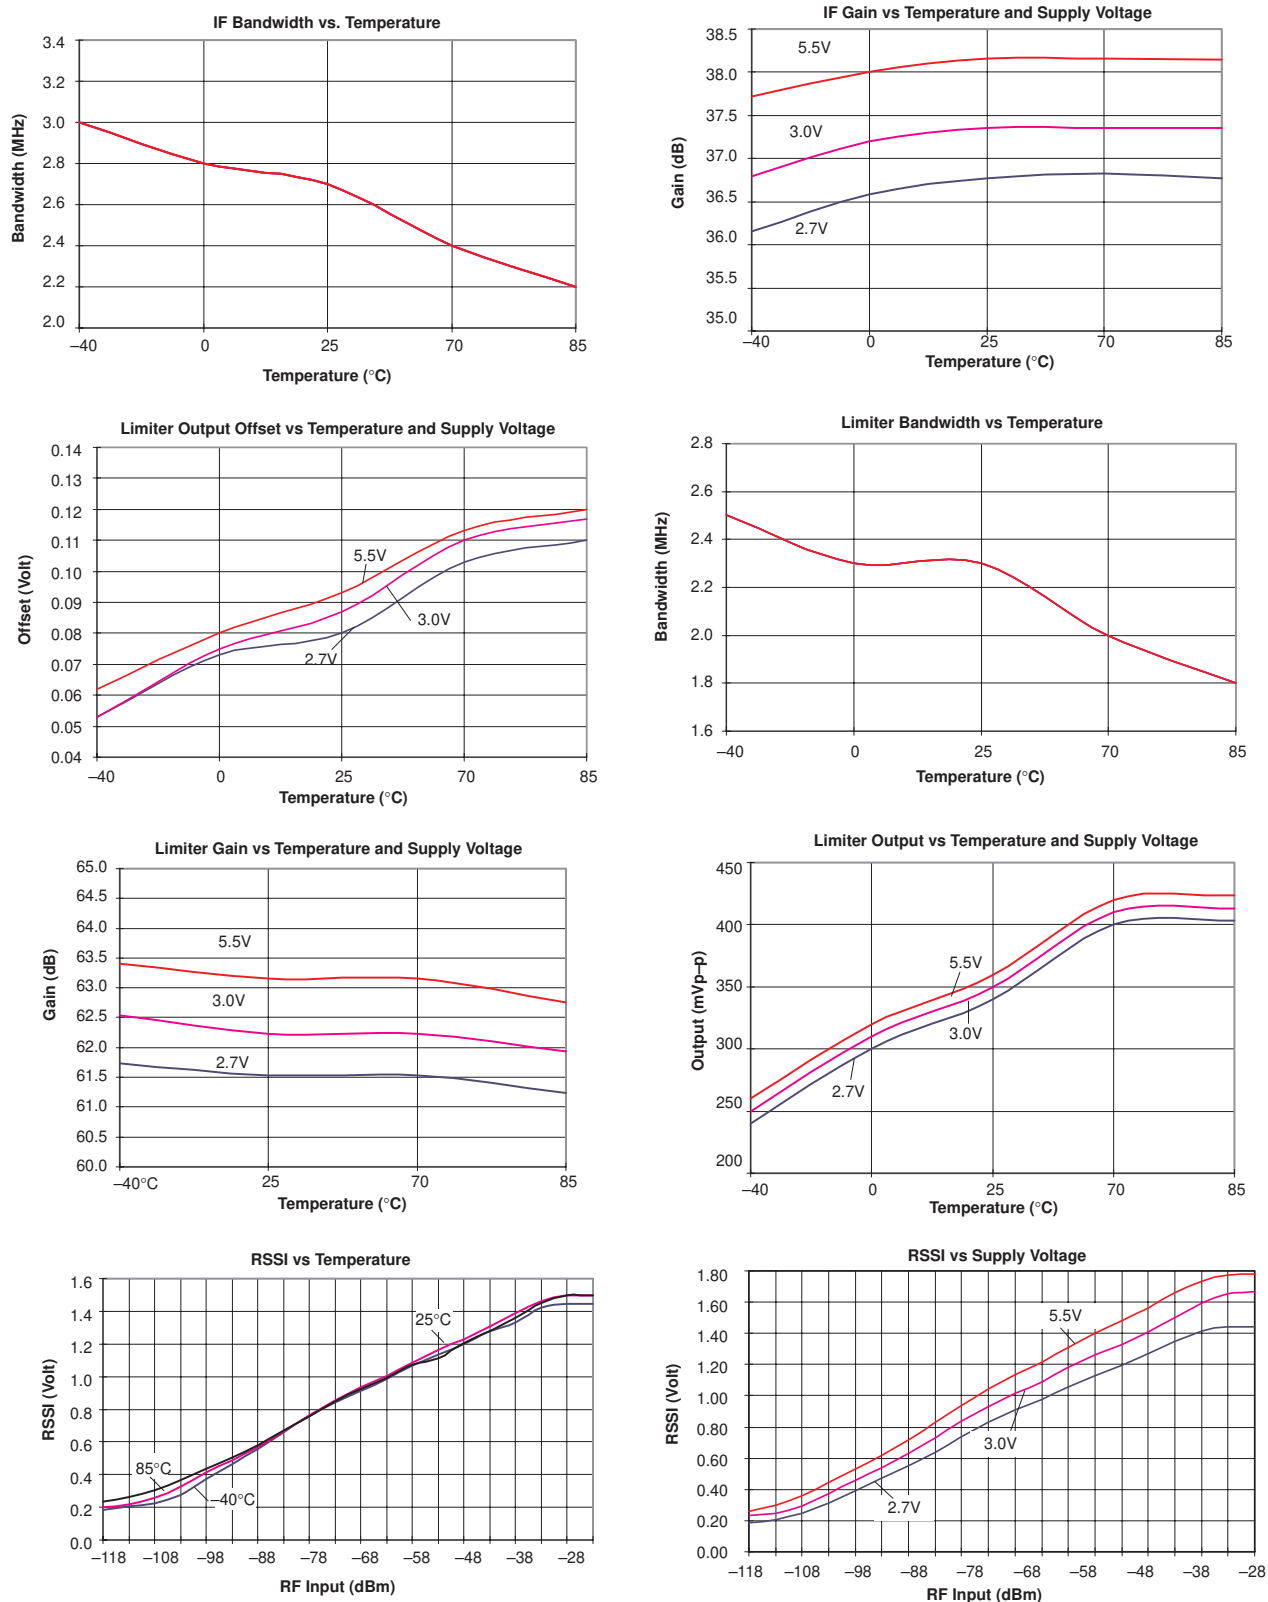 IF Bandwidth vs. Temperature
3.4
3.2
3.0
2.8
2.6
2.4
2.2
2.0
Bandwidth (MHz)
–40 0 25 70 85
Temperature (°C)
IF Gain vs Temperature and Supply Voltage
38.5
38.0
37.5
37.0
36.5
36.0
35.5
35.0
Gain (dB)
5.5V
3.0V
2.7V
–40 0 25 70 85
Temperature (°C)
Limiter Output Offset vs Temperature and Supply Voltage
0.14
0.13
0.12
0.11
0.10
0.09
0.08
0.07
0.06
0.05
0.04
Offset (Volt)
5.5V
3.0V
2.7V
–40 0 25 70 85
Temperature (°C)
Limiter Bandwidth vs Temperature
2.8
2.6
2.4
2.2
2.0
1.8
1.6
Bandwidth (MHz)
–40 0 25 70 85
Temperature (°C)
Limiter Gain vs Temperature and Supply Voltage
65.0
64.5
64.0
63.5
63.0
62.5
62.0
61.5
61.0
60.5
60.0
Gain (dB)
5.5V
3.0V
2.7V
–40°C 25 70 85
Temperature (°C)
Limiter Output vs Temperature and Supply Voltage
450
400
350
300
250
200
Output (mVp–p)
5.5V
3.0V
2.7V
–40 0 25 70 85
Temperature (°C)
RSSI vs Temperature
1.6
1.4
1.2
1.0
0.8
0.6
0.4
0.2
0.0
RSSI (Volt)
25°C
85°C
–40°C
–118 –108 –98 –88 –78 –68 –58 –48 –38 –28
RF Input (dBm)
RSSI vs Supply Voltage
1.80
1.60
1.40
1.20
1.00
0.80
0.60
0.40
0.20
0.00
RSSI (Volt)
5.5V
3.0V
2.7V
–118 –108 –98 –88 –78 –68 –58 –48 –38 –28
RF Input (dBm)